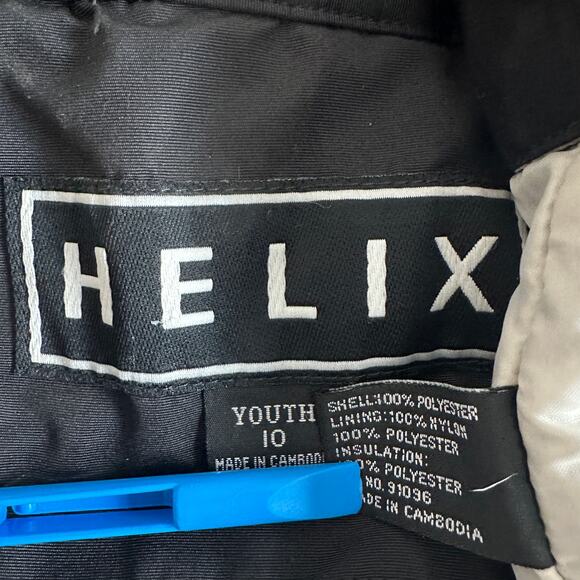 HELIX
YOUTH
10
MADE IN CAMBODI
SHELL:100% POLYESTER
LINING:100% NYLON
100% POLYESTER
INSULATION:
00% POLYESTER
NO.91096
ADE IN CAMBODIA